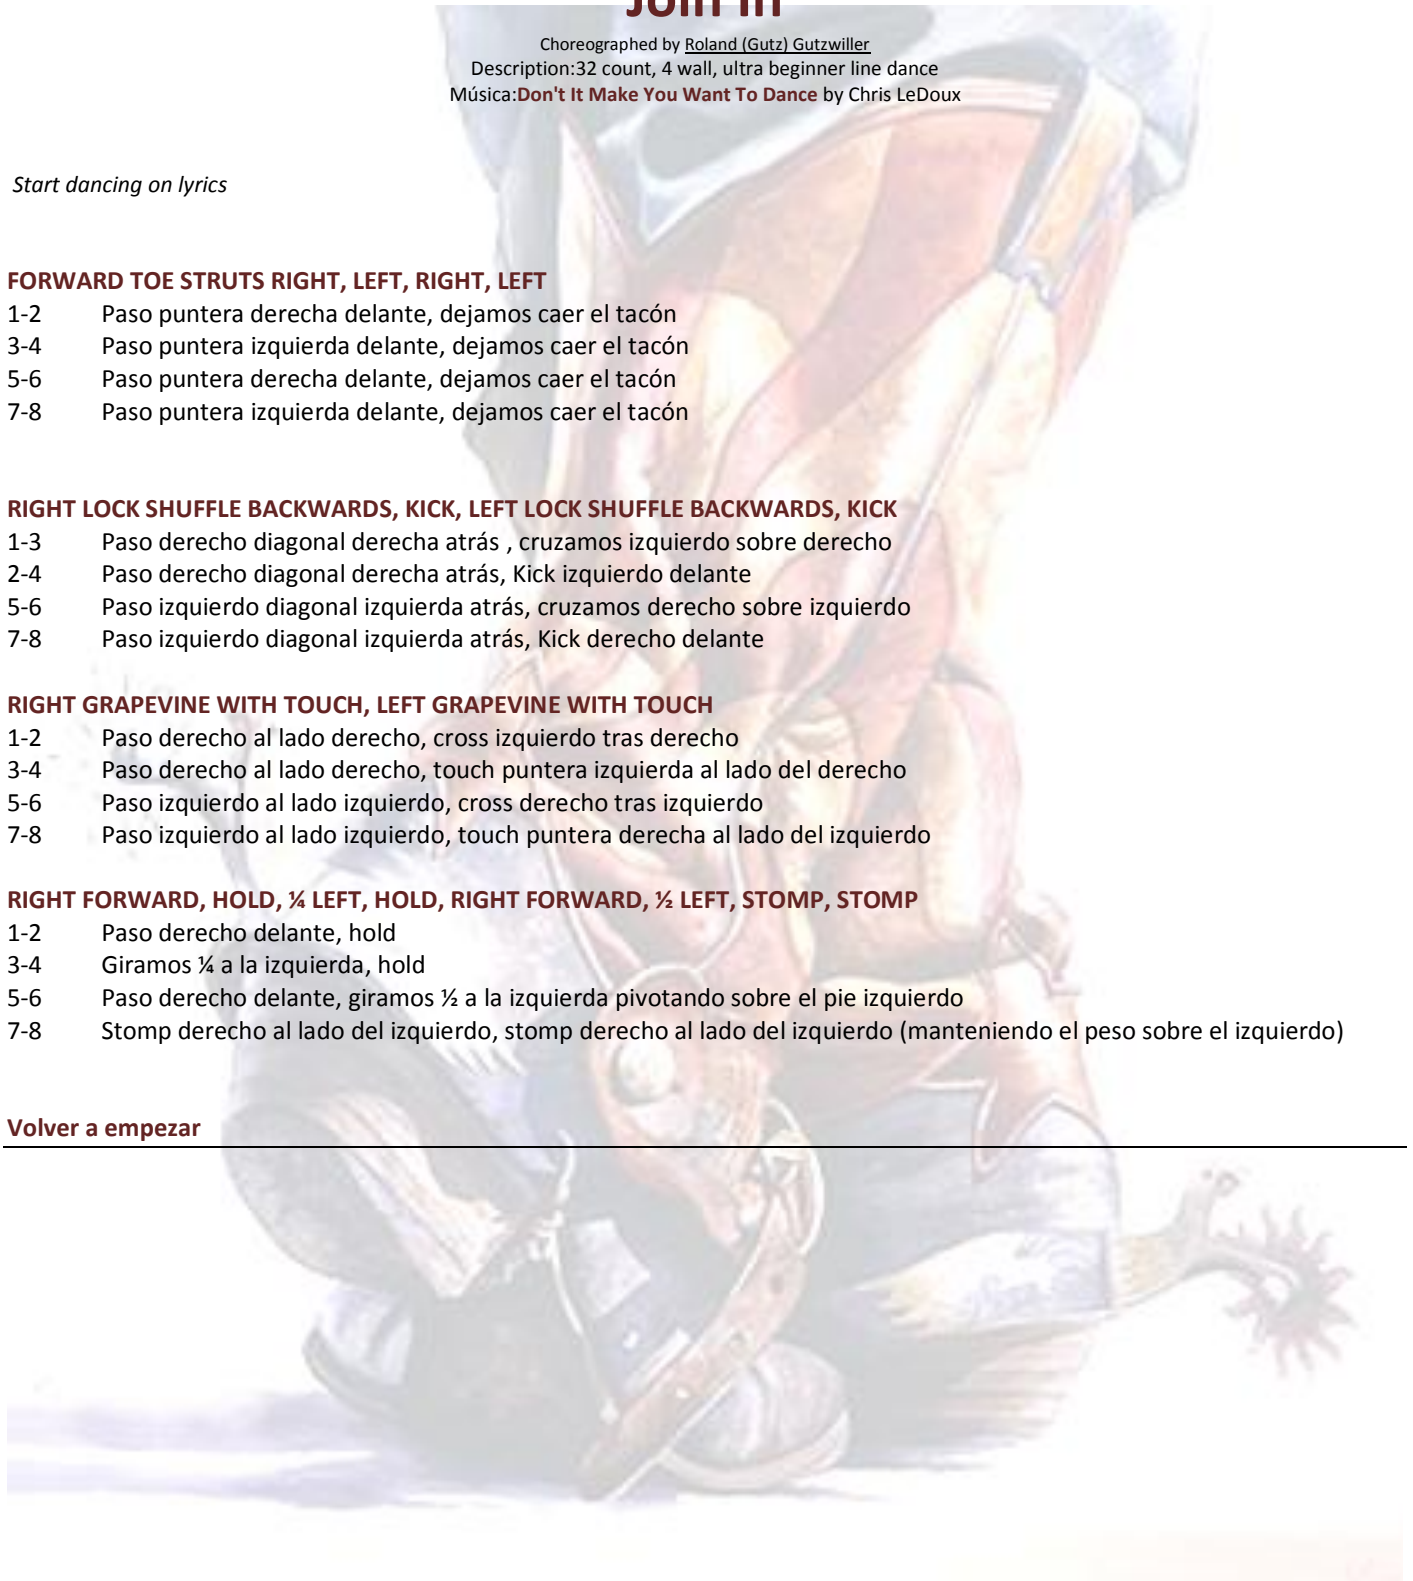 Join In
Choreographed by Roland (Gutz) Gutzwiller
Description:32 count, 4 wall, ultra beginner line dance
Música:Don't It Make You Want To Dance by Chris LeDoux
Start dancing on lyrics
FORWARD TOE STRUTS RIGHT, LEFT, RIGHT, LEFT
1-2 Paso puntera derecha delante, dejamos caer el tacón
3-4 Paso puntera izquierda delante, dejamos caer el tacón
5-6 Paso puntera derecha delante, dejamos caer el tacón
7-8 Paso puntera izquierda delante, dejamos caer el tacón
RIGHT LOCK SHUFFLE BACKWARDS, KICK, LEFT LOCK SHUFFLE BACKWARDS, KICK
1-3 Paso derecho diagonal derecha atrás , cruzamos izquierdo sobre derecho
2-4 Paso derecho diagonal derecha atrás, Kick izquierdo delante
5-6 Paso izquierdo diagonal izquierda atrás, cruzamos derecho sobre izquierdo
7-8 Paso izquierdo diagonal izquierda atrás, Kick derecho delante
RIGHT GRAPEVINE WITH TOUCH, LEFT GRAPEVINE WITH TOUCH
1-2 Paso derecho al lado derecho, cross izquierdo tras derecho
3-4 Paso derecho al lado derecho, touch puntera izquierda al lado del derecho
5-6 Paso izquierdo al lado izquierdo, cross derecho tras izquierdo
7-8 Paso izquierdo al lado izquierdo, touch puntera derecha al lado del izquierdo
RIGHT FORWARD, HOLD, ¼ LEFT, HOLD, RIGHT FORWARD, ½ LEFT, STOMP, STOMP
1-2 Paso derecho delante, hold
3-4 Giramos ¼ a la izquierda, hold
5-6 Paso derecho delante, giramos ½ a la izquierda pivotando sobre el pie izquierdo
7-8 Stomp derecho al lado del izquierdo, stomp derecho al lado del izquierdo (manteniendo el peso sobre el izquierdo)
Volver a empezar